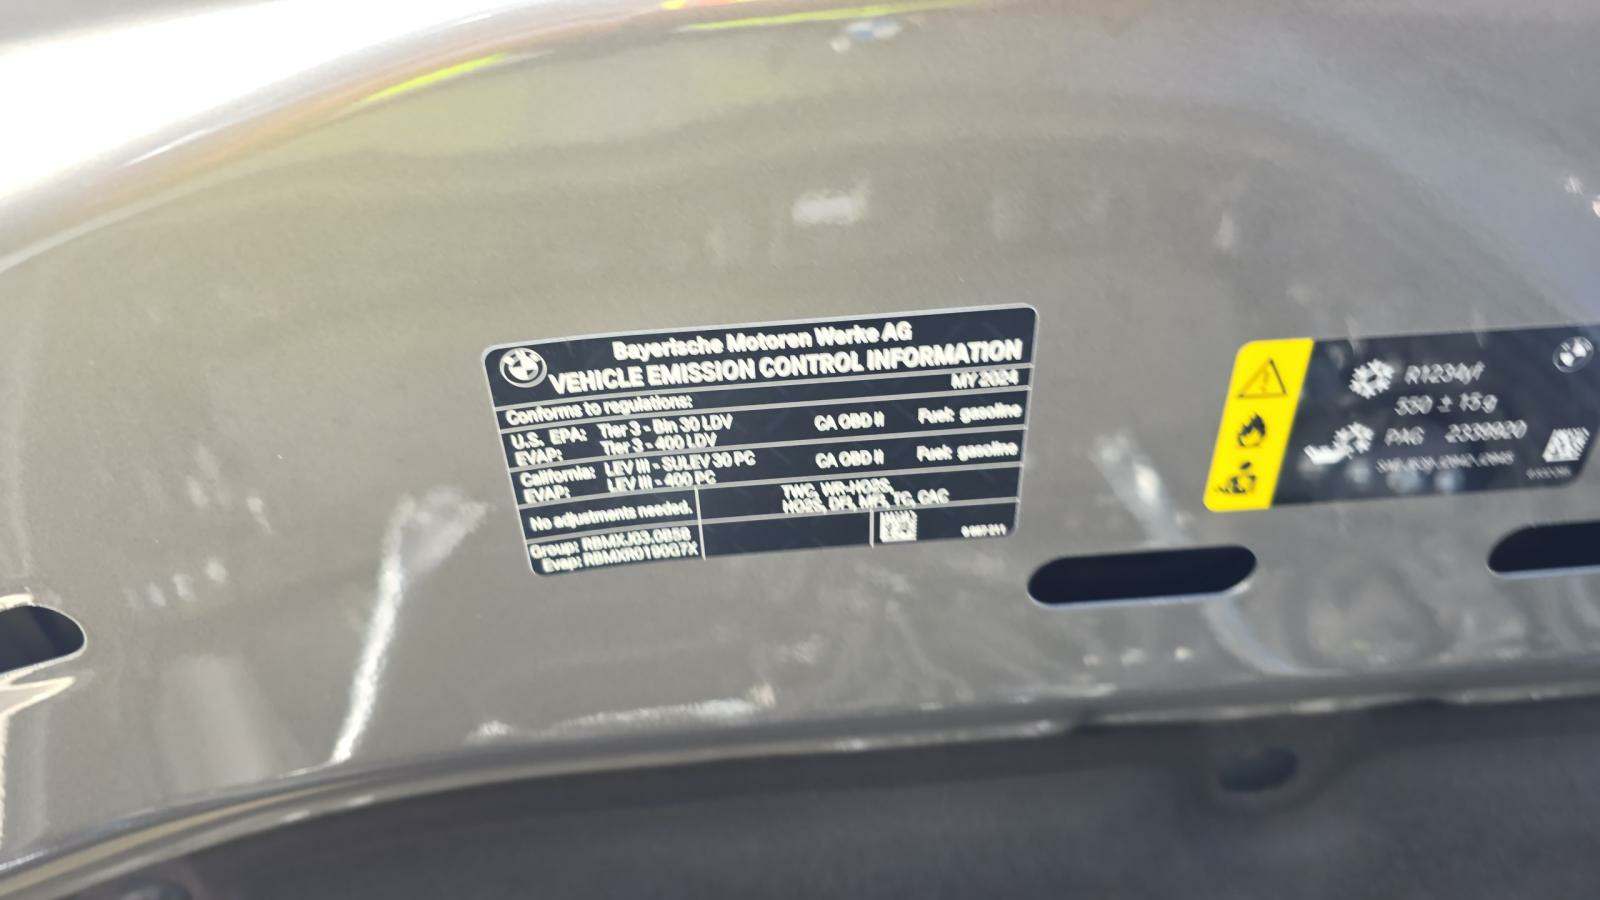 Bayerische Motoren Werke AG
VEHICLE EMISSION CONTROL INFORMATION
MY 2024
Conforms to regulations:
U.S. EPA: Tier 3 - Bin 30 LDV CA OBD II Fuel: gasoline
EVAP: Tier 3 - 400 LDV
California: LEV III - SULEV 30 PC CA OBD II Fuel: gasoline
EVAP: LEV III - 400 PC
No adjustments needed.
TWC, WR-HO2S,
HO2S, DFI, MFI, TC, CAC
Group: RBMXJ03.0B58
Evap: RBMXR0190G7X
R1234yf
550 ± 15g
PAG